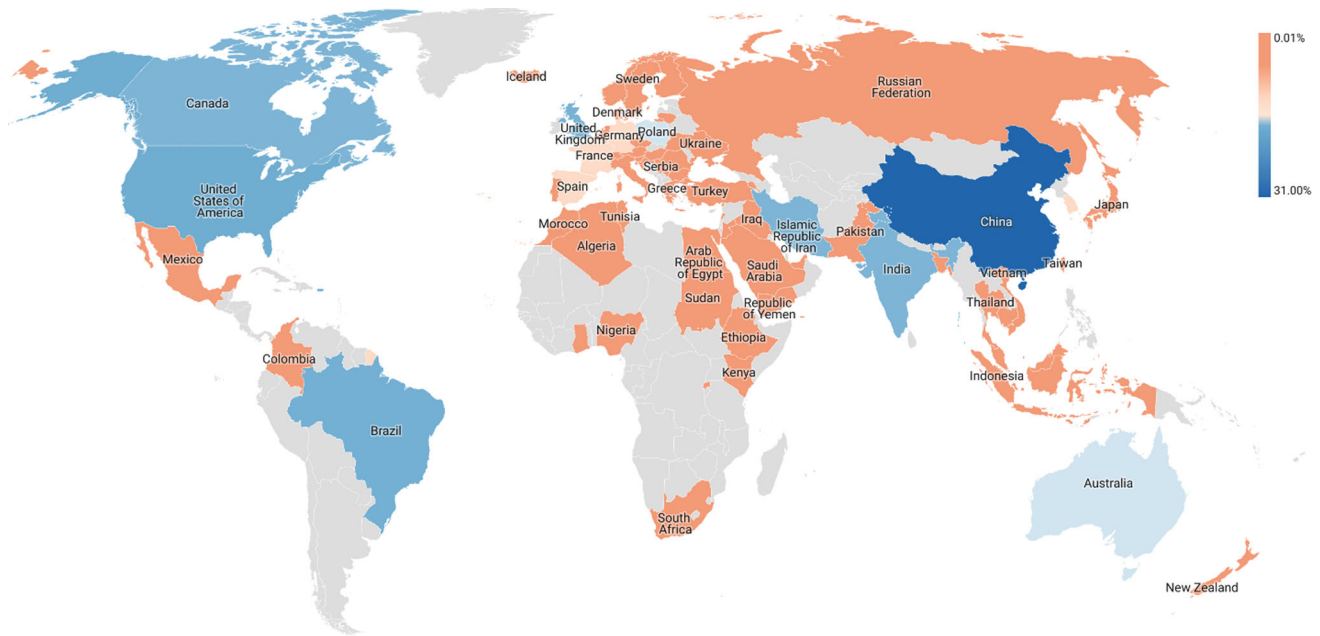 0.01%
31.00%
Iceland
Sweden
Russian
Federation
Canada
Denmark
United
Kingdom
Germany
Poland
Ukraine
France
Serbia
Spain
Greece
Turkey
United
States of
America
Japan
Morocco
Tunisia
Iraq
Islamic
Republic
of Iran
Pakistan
China
Algeria
Mexico
Arab
Republic
of Egypt
Saudi
Arabia
India
Taiwan
Vietnam
Sudan
Republic
of Yemen
Thailand
Nigeria
Ethiopia
Colombia
Kenya
Indonesia
Brazil
Australia
South
Africa
New Zealand